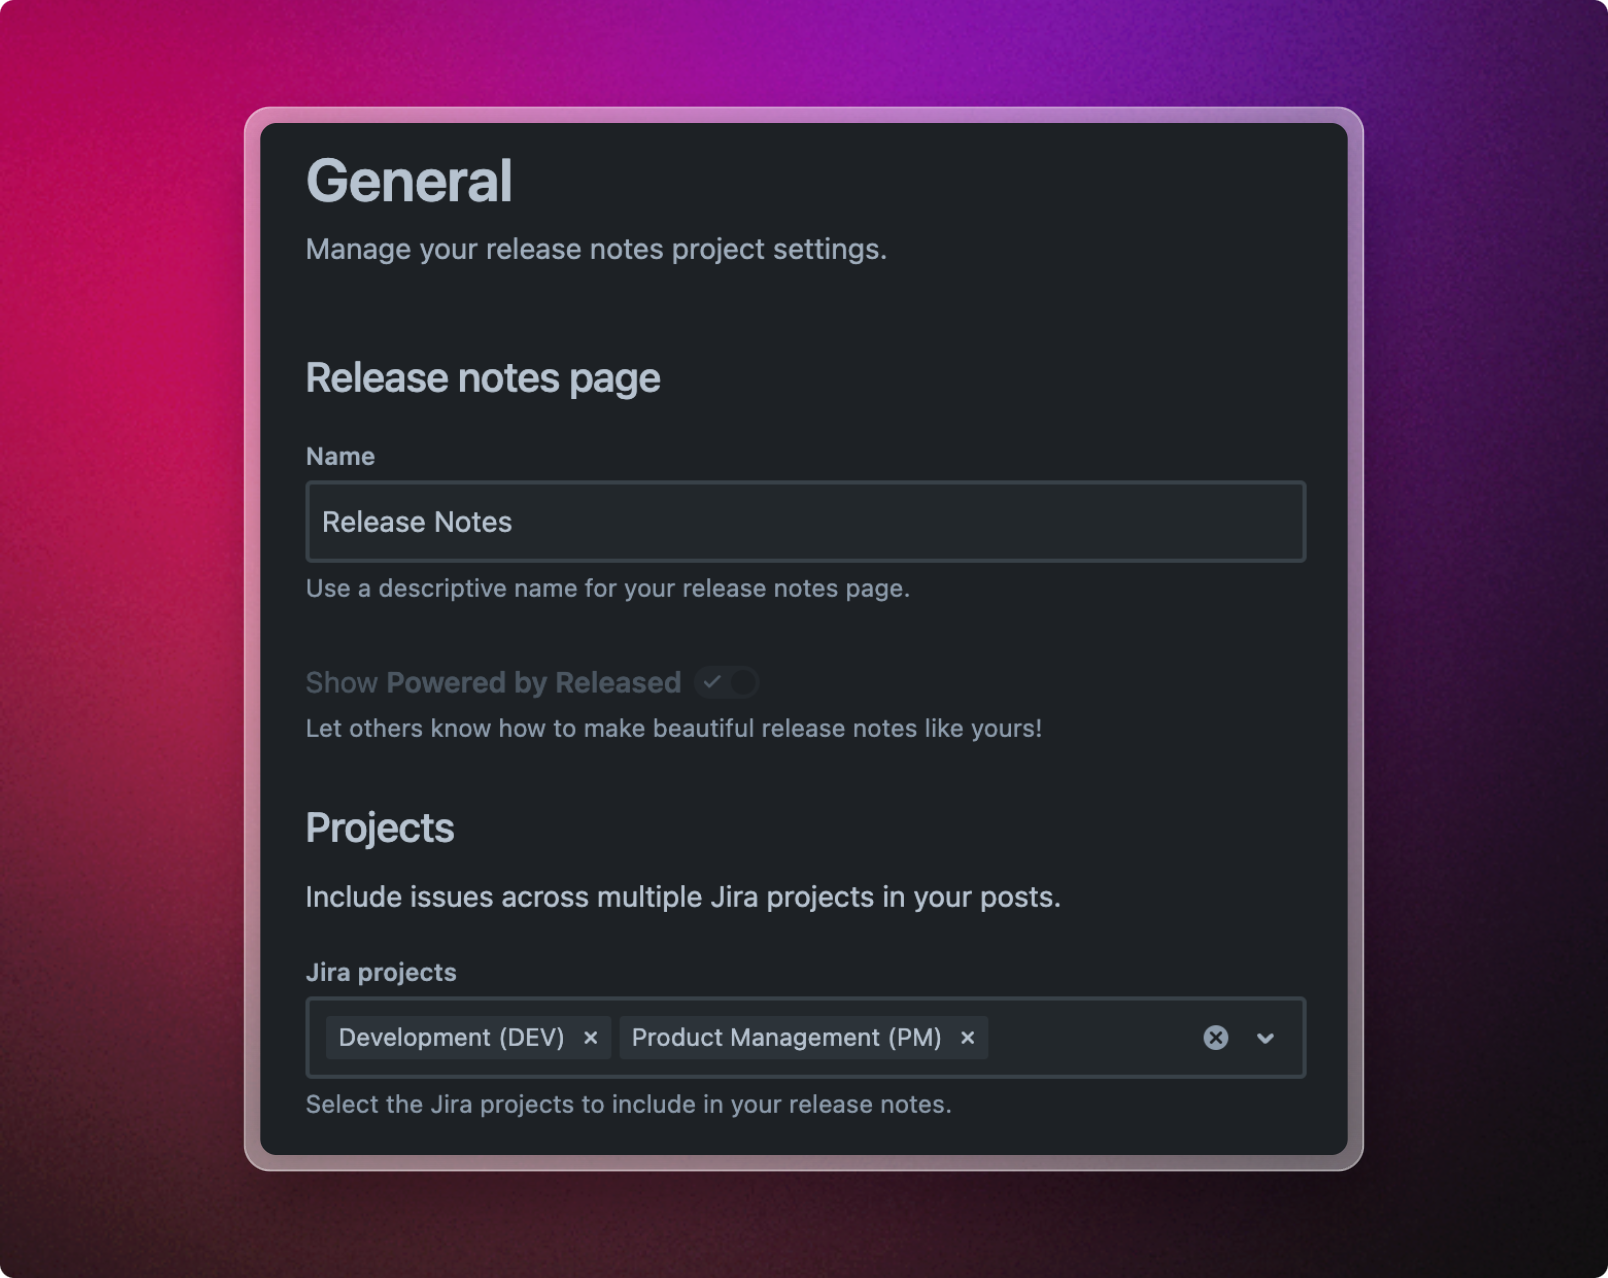 General
Manage your release notes project settings.
Release notes page
Name
Release Notes
Use a descriptive name for your release notes page.
Show Powered by Released
Let others know how to make beautiful release notes like yours!
Projects
Include issues across multiple Jira projects in your posts.
Jira projects
Development (DEV) Product Management (PM)
Select the Jira projects to include in your release notes.